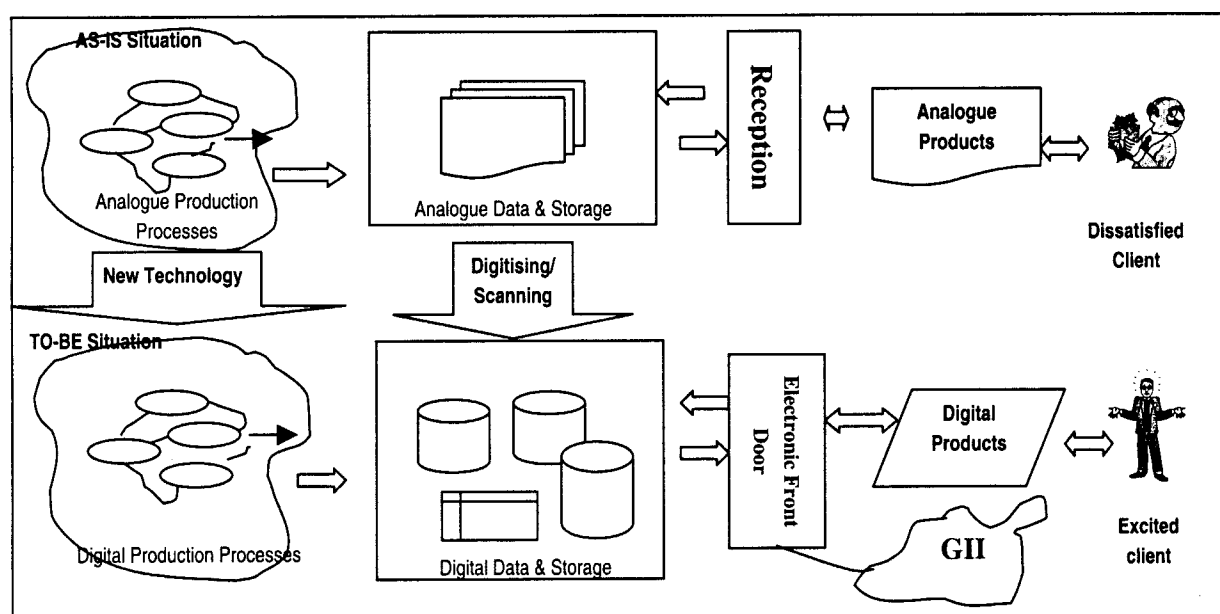 AS-iS Situation
Analogue Production
Processes
Analogue Data & Storage
Reception
Analogue
Products
Dissatisfied
Client
New Technology
Digitising/
Scanning
TO-BE Situation
Digital Production Processes
Digital Data & Storage
Electronic Front
Door
Digital
Products
GII
Excited
client